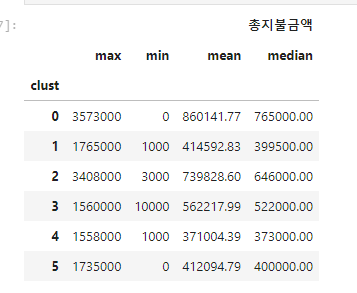 7]:
총지불금액
max min mean median
clust
0 3573000 0 860141.77 765000.00
1 1765000 1000 414592.83 399500.00
2 3408000 3000 739828.60 646000.00
3 1560000 10000 562217.99 522000.00
4 1558000 1000 371004.39 373000.00
5 1735000 0 412094.79 400000.00